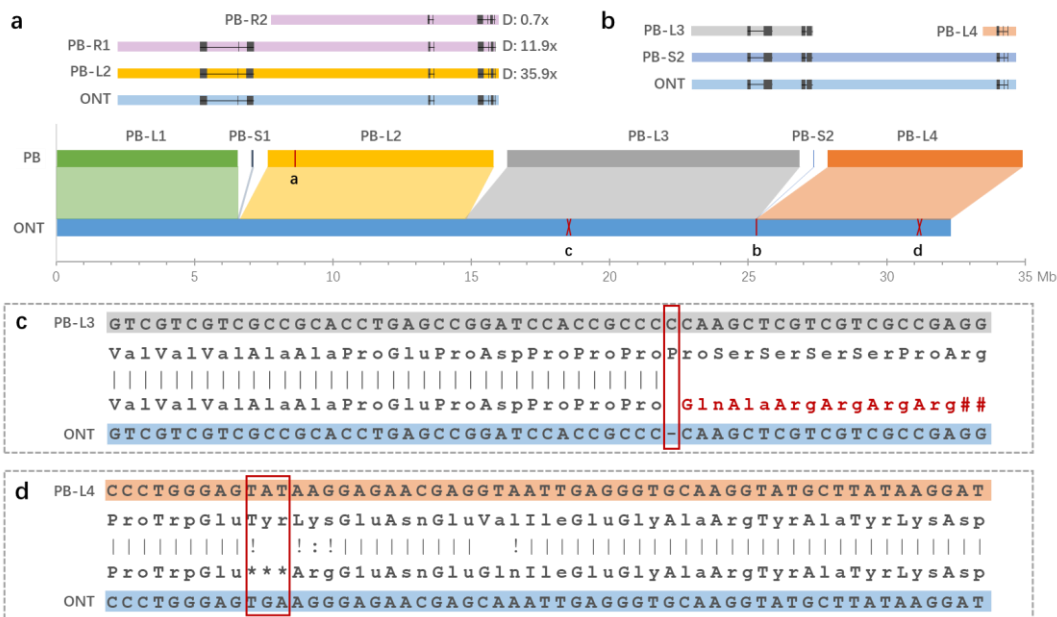 a
PB-R2 D: 0.7x
PB-R1 D: 11.9x
PB-L2 D: 35.9x
ONT
b
PB-L3 PB-L4
PB-S2
ONT
PB-L1 PB-S1 PB-L2 PB-L3 PB-S2 PB-L4
PB
a
ONT
c b d
0 5 10 15 20 25 30 35 Mb
c
PB-L3 GTCGTCGTCGCCGCACCTGAGCCGGATCCACCGCCCCCAAGCTCGTCGTCGCCGAGG
ValValValAlaAlaProGluProAspProProProProSerSerSerSerProArg
||||||||||||||||||||||||||||||||||||
ValValValAlaAlaProGluProAspProProPro GlnAlaArgArgArgArg##
ONT GTCGTCGTCGCCGCACCTGAGCCGGATCCACCGCCC-CAAGCTCGTCGTCGCCGAGG
d
PB-L4 CCCTGGGAGTATAAGGAGAACGAGGTAATTGAGGGTGCAAGGTATGCTTATAAGGAT
ProTrpGluTyrLysGluAsnGluValIleGluGlyAlaArgTyrAlaTyrLysAsp
|||||||||!  !:!|||||||||  !||||||||||||||||||||||||||||||
ProTrpGlu***ArgGluAsnGluGlnIleGluGlyAlaArgTyrAlaTyrLysAsp
ONT CCCTGGGAGTGAAGGGAGAACGAGCAAATTGAGGGTGCAAGGTATGCTTATAAGGAT